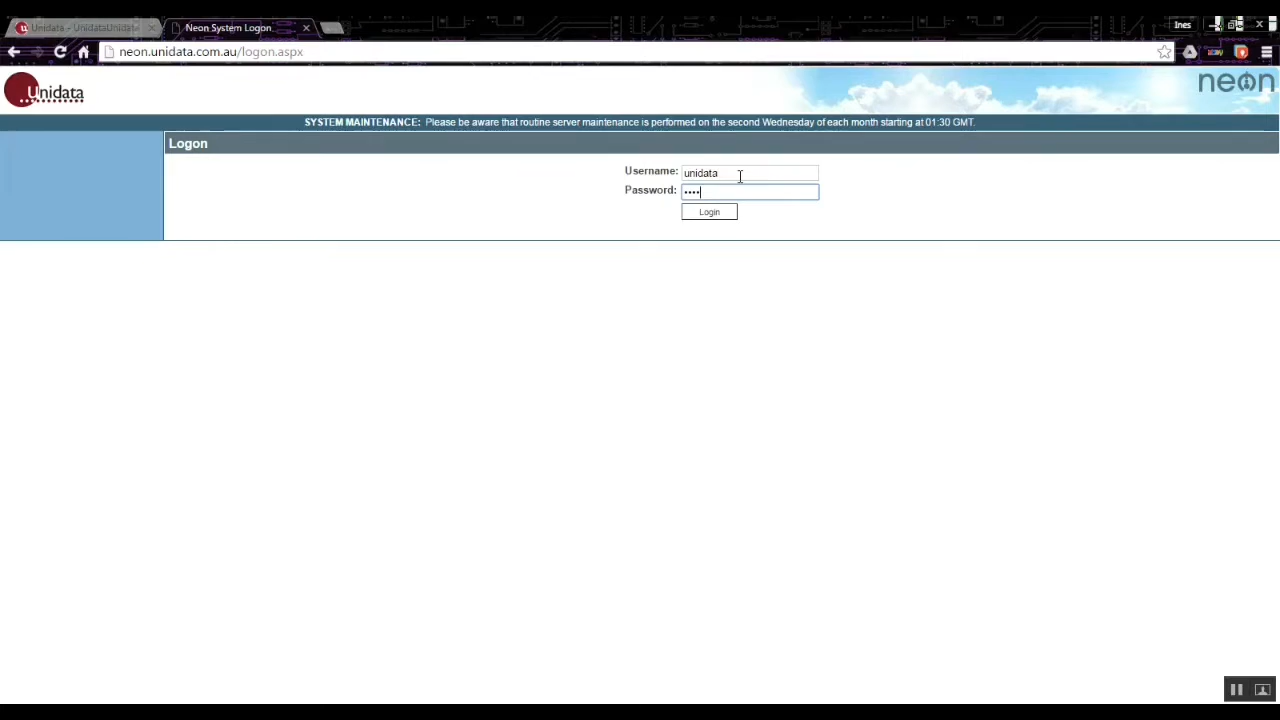 Unidata - UnidataUnidat
Neon System Logon
Ines
neon.unidata.com.au/logon.aspx
Unidata
neon
SYSTEM MAINTENANCE: Please be aware that routine server maintenance is performed on the second Wednesday of each month starting at 01:30 GMT.
Logon
Username: unidata
Password: ••••
Login